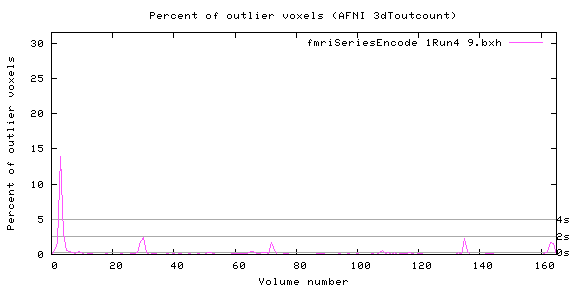 Percent of outlier voxels (AFNI 3dToutcount)
fmriSeriesEncode 1Run4 9.bxh
Percent of outlier voxels
30
25
20
15
10
5
0
4s
2s
0s
0 20 40 60 80 100 120 140 160
Volume number